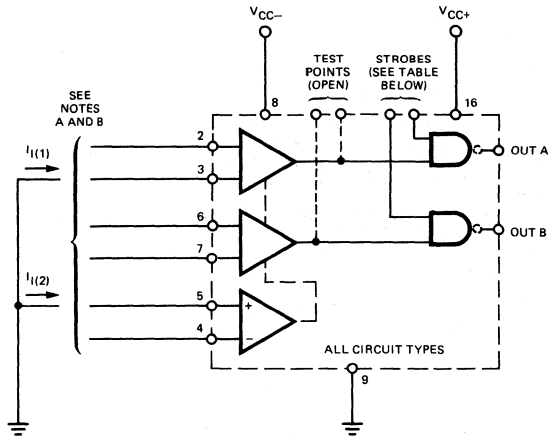 VCC−
VCC+
TEST
POINTS
(OPEN)
STROBES
(SEE TABLE
BELOW)
SEE
NOTES
A AND B
8
16
2
II(1)
3
OUT A
6
OUT B
7
II(2)
5
+
4
−
ALL CIRCUIT TYPES
9